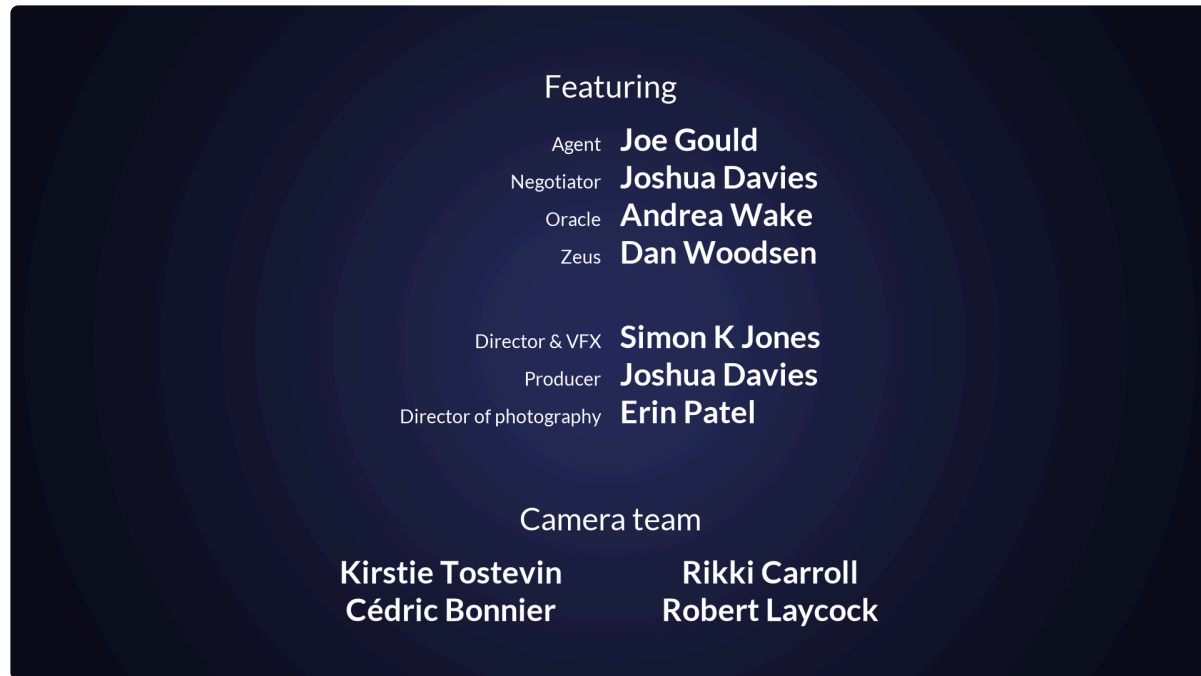 Featuring
Agent Joe Gould
Negotiator Joshua Davies
Oracle Andrea Wake
Zeus Dan Woodsen
Director & VFX Simon K Jones
Producer Joshua Davies
Director of photography Erin Patel
Camera team
Kirstie Tostevin Rikki Carroll
Cédric Bonnier Robert Laycock